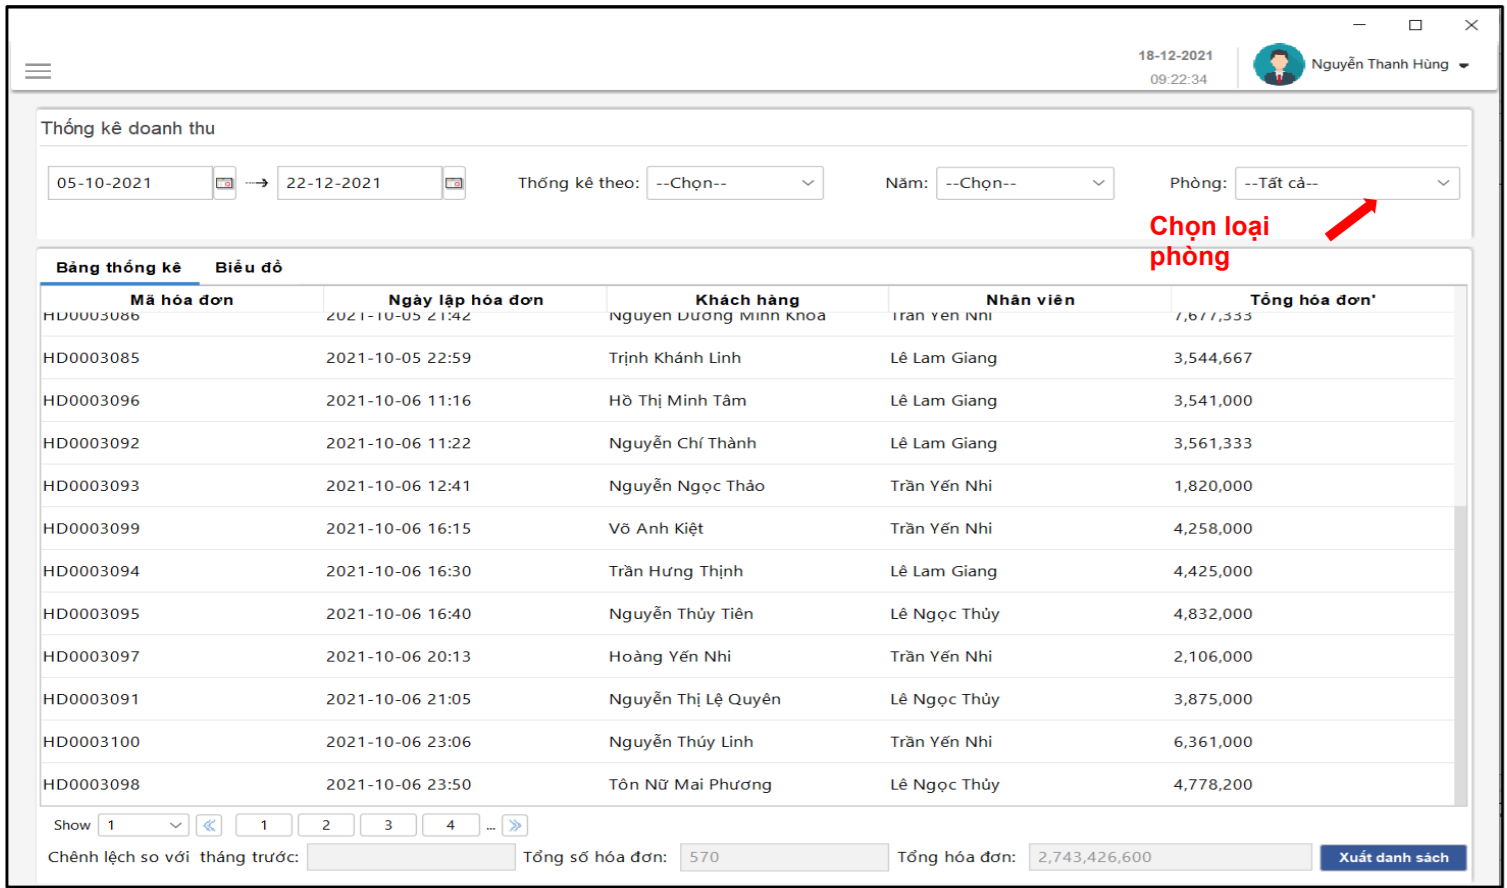 18-12-2021
09:22:34
Nguyễn Thanh Hùng
Thống kê doanh thu
05-10-2021
22-12-2021
Thống kê theo: --Chọn--
Năm: --Chọn--
Phòng: --Tất cả--
Chọn loại
phòng
Bảng thống kê Biểu đồ
Mã hóa đơn Ngày lập hóa đơn Khách hàng Nhân viên Tổng hóa đơn'
HD0003086 2021-10-05 21:42 Nguyễn Dương Minh Khoa Trần Yến Nhi 7,677,333
HD0003085 2021-10-05 22:59 Trịnh Khánh Linh Lê Lam Giang 3,544,667
HD0003096 2021-10-06 11:16 Hồ Thị Minh Tâm Lê Lam Giang 3,541,000
HD0003092 2021-10-06 11:22 Nguyễn Chí Thành Lê Lam Giang 3,561,333
HD0003093 2021-10-06 12:41 Nguyễn Ngọc Thảo Trần Yến Nhi 1,820,000
HD0003099 2021-10-06 16:15 Võ Anh Kiệt Trần Yến Nhi 4,258,000
HD0003094 2021-10-06 16:30 Trần Hưng Thịnh Lê Lam Giang 4,425,000
HD0003095 2021-10-06 16:40 Nguyễn Thủy Tiên Lê Ngọc Thủy 4,832,000
HD0003097 2021-10-06 20:13 Hoàng Yến Nhi Trần Yến Nhi 2,106,000
HD0003091 2021-10-06 21:05 Nguyễn Thị Lệ Quyên Lê Ngọc Thủy 3,875,000
HD0003100 2021-10-06 23:06 Nguyễn Thúy Linh Trần Yến Nhi 6,361,000
HD0003098 2021-10-06 23:50 Tôn Nữ Mai Phương Lê Ngọc Thủy 4,778,200
Show 1 1 2 3 4 ...
Chênh lệch so với tháng trước: Tổng số hóa đơn: 570 Tổng hóa đơn: 2,743,426,600 Xuất danh sách